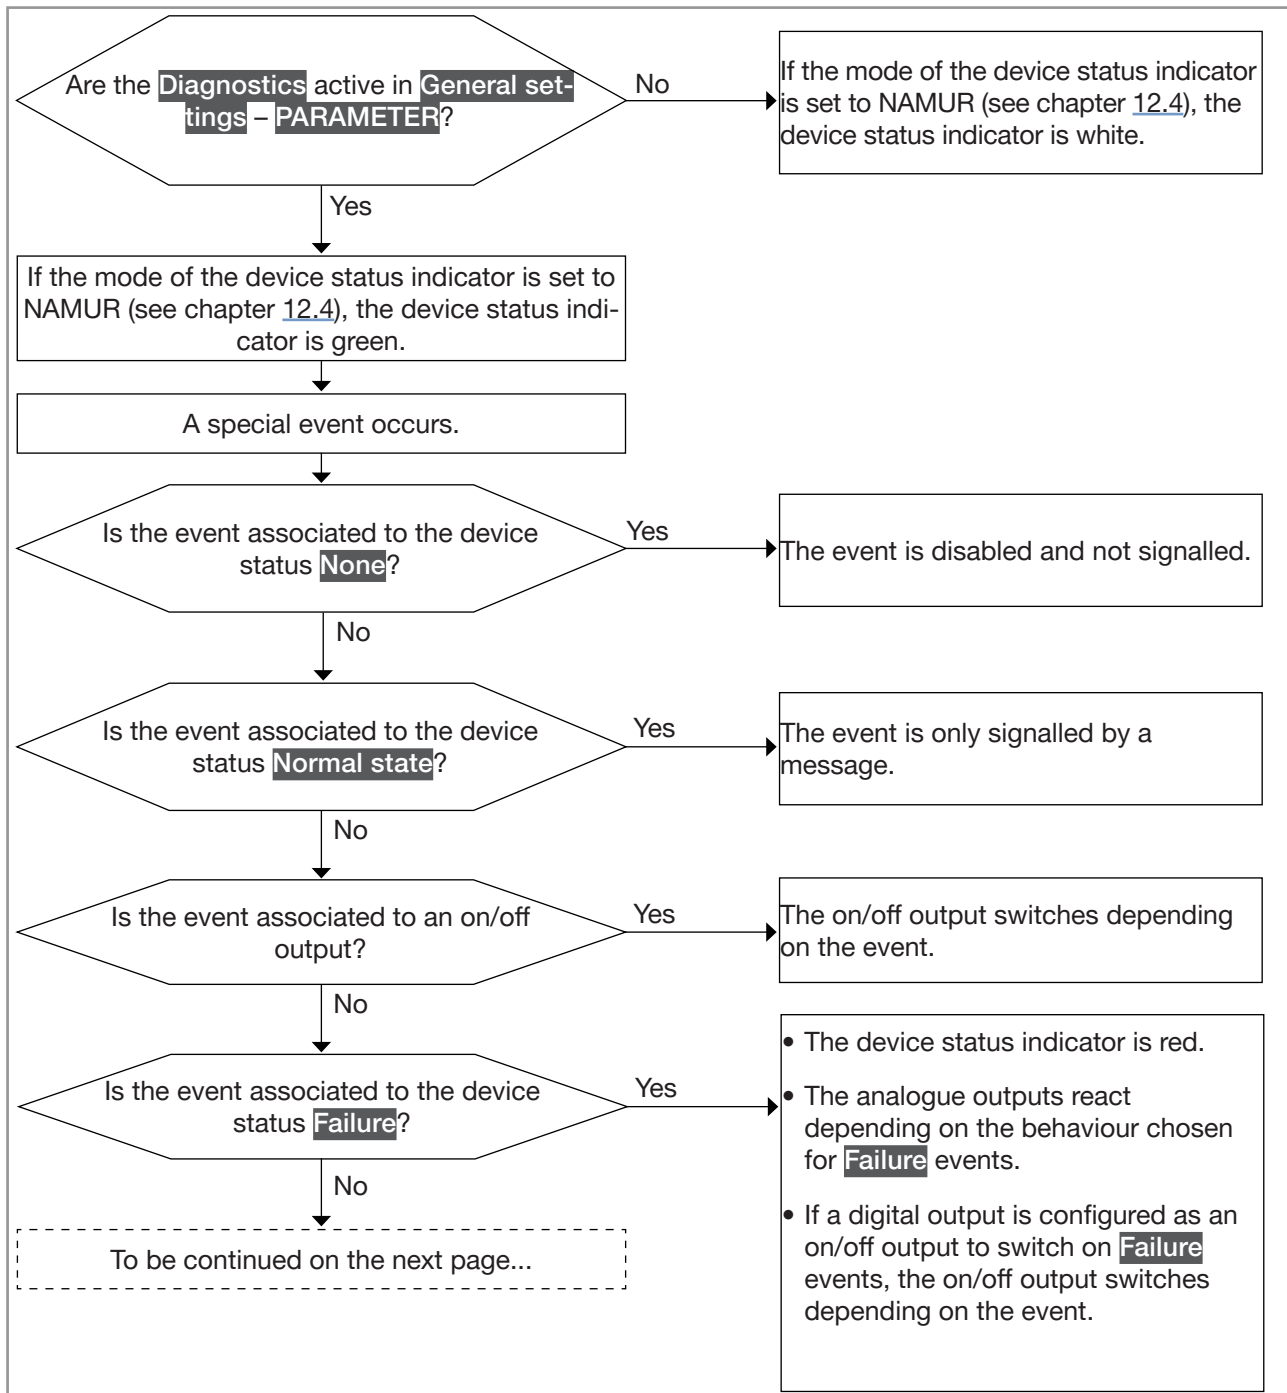 Are the Diagnostics active in General set-
tings – PARAMETER?
No
If the mode of the device status indicator
is set to NAMUR (see chapter 12.4), the
device status indicator is white.
Yes
If the mode of the device status indicator is set to
NAMUR (see chapter 12.4), the device status indi-
cator is green.
A special event occurs.
Is the event associated to the device
status None?
Yes
The event is disabled and not signalled.
No
Is the event associated to the device
status Normal state?
Yes
The event is only signalled by a
message.
No
Is the event associated to an on/off
output?
Yes
The on/off output switches depending
on the event.
No
Is the event associated to the device
status Failure?
Yes
• The device status indicator is red.
• The analogue outputs react
depending on the behaviour chosen
for Failure events.
• If a digital output is configured as an
on/off output to switch on Failure
events, the on/off output switches
depending on the event.
No
To be continued on the next page...